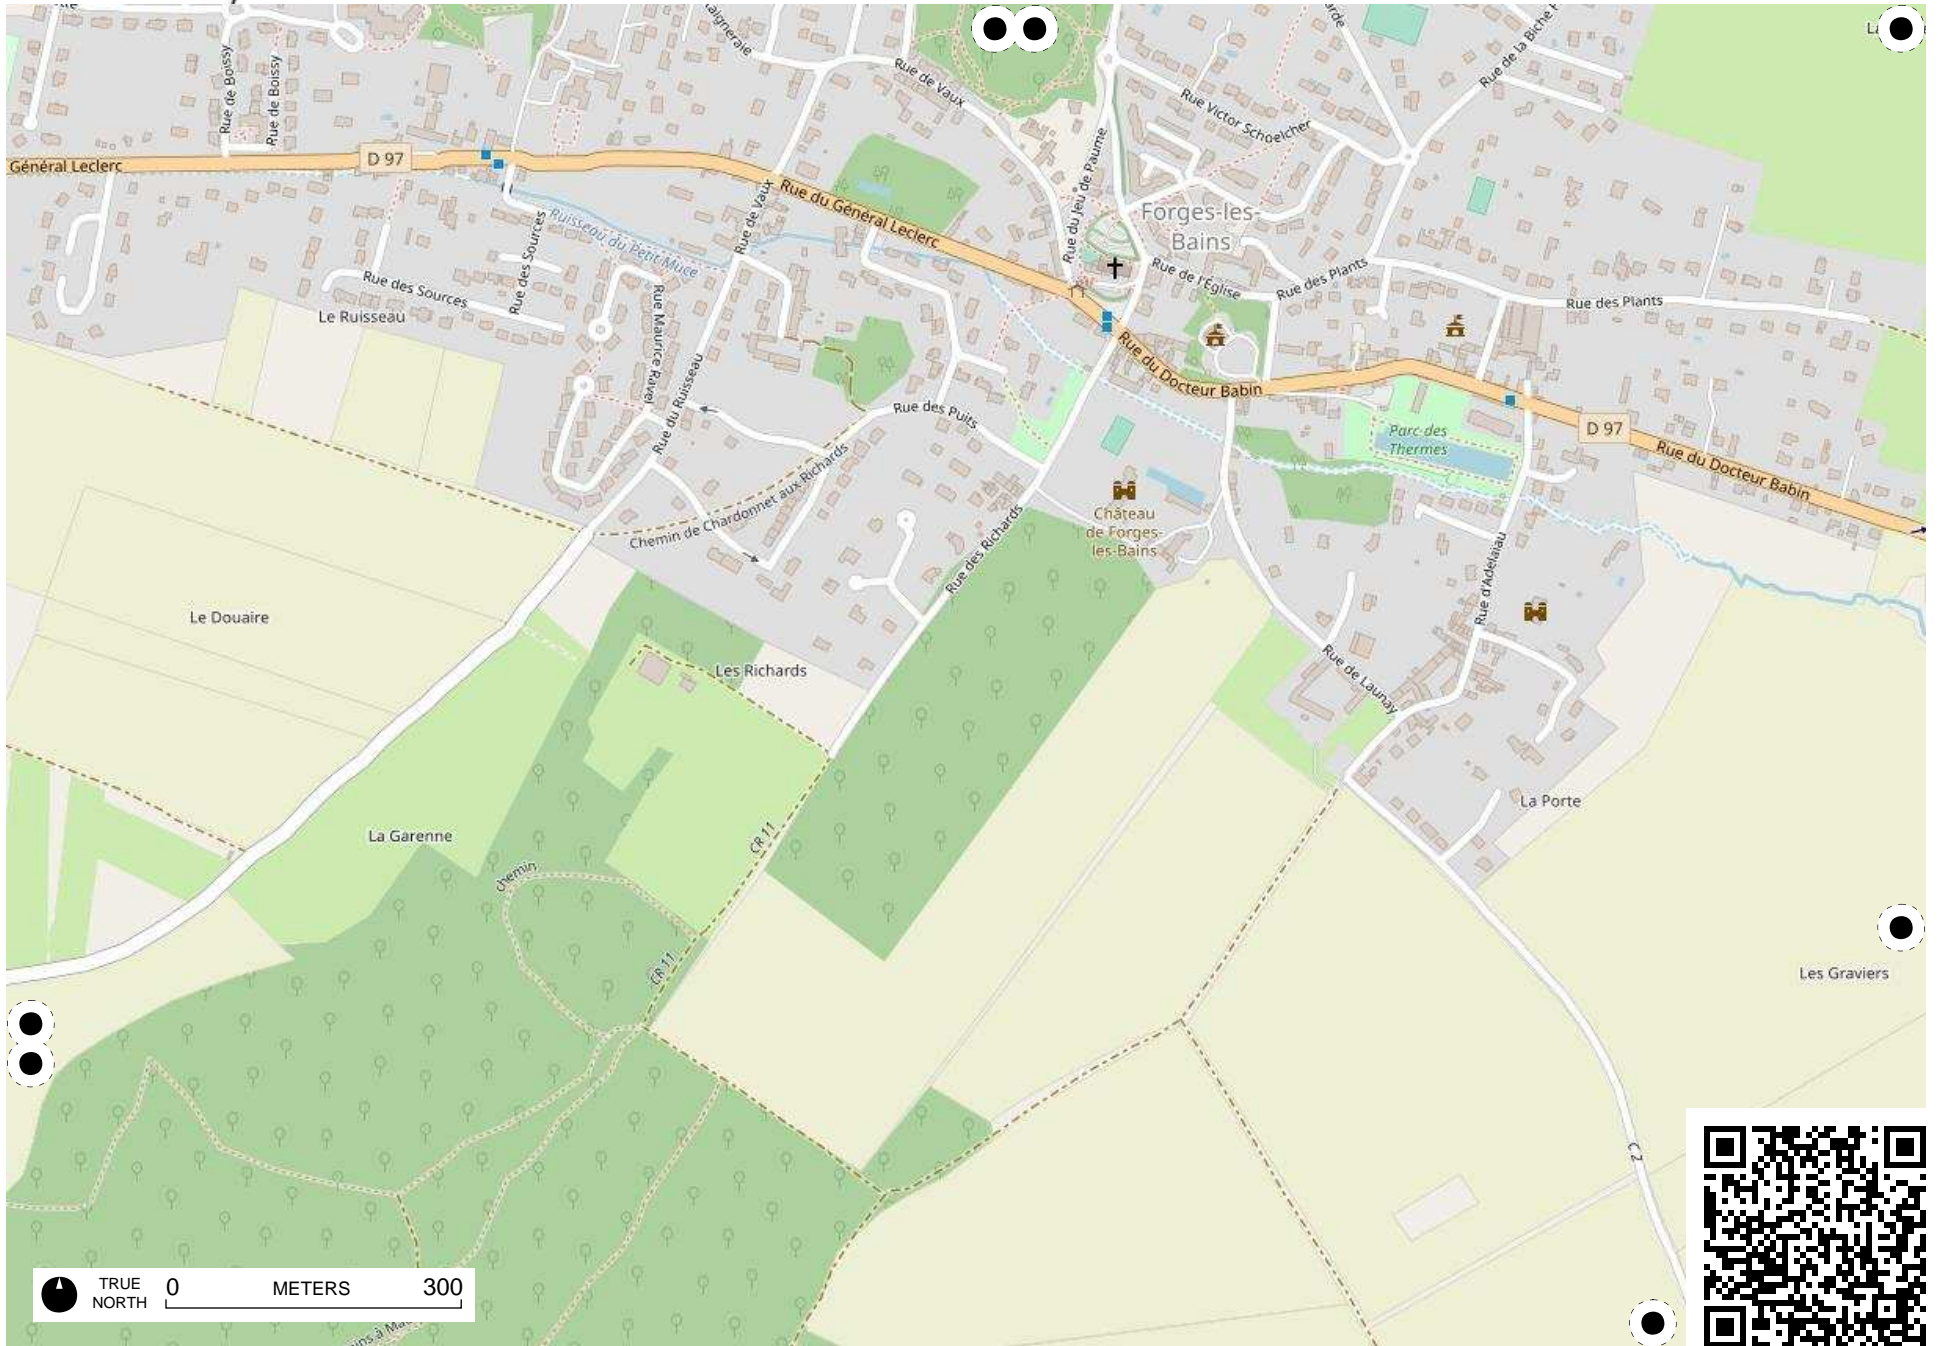 Rue de Boissy
Rue de Boissy
Rue de Vaux
Rue Victor Schoelcher
Rue du Jeu de Paume
Général Leclerc
D 97
Rue du Général Leclerc
Rue de Vaux
Ruisseau du Petit Muce
Forges-les-
Bains
Rue de l'Église
Rue des Plants
Rue des Plants
Rue des Sources
Rue des Sources
Le Ruisseau
Rue Maurice Ravel
Rue du Ruisseau
Rue du Docteur Babin
Rue des Puits
Parc des
Thermes
D 97
Rue du Docteur Babin
Chemin de Chardonnet aux Richards
Château
de Forges-
les-Bains
Rue des Richards
Rue d'Adelaïau
Le Douaire
Les Richards
Rue de Launay
La Porte
La Garenne
CR 11
chemin
CR 11
Les Graviers
C 2
TRUE
NORTH
0 METERS 300